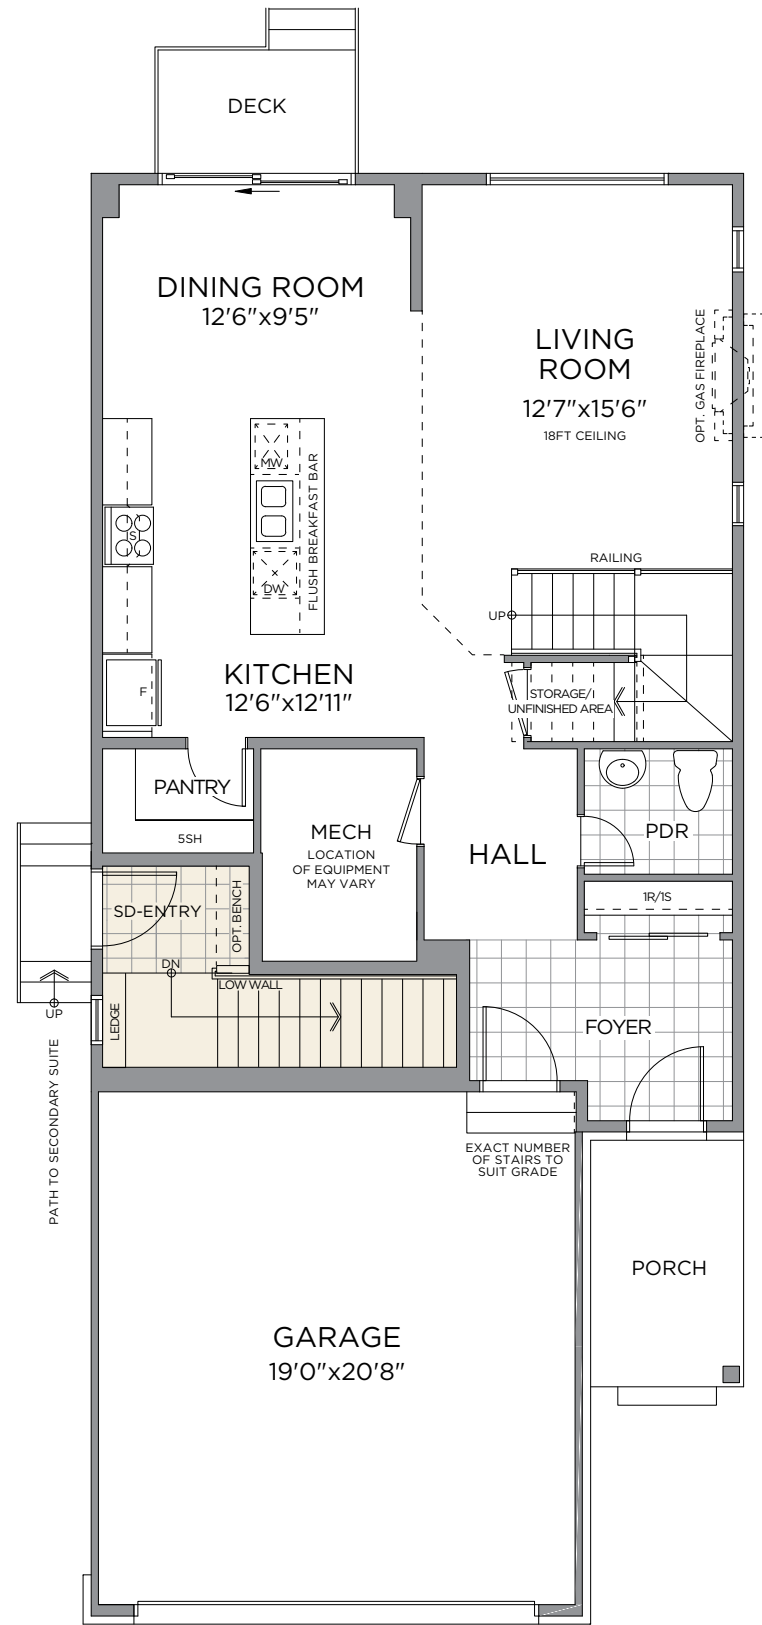 DECK
DINING ROOM
12'6"x9'5"
LIVING
ROOM
12'7"x15'6"
18FT CEILING
OPT. GAS FIREPLACE
MW
S
DW
FLUSH BREAKFAST BAR
RAILING
UP
KITCHEN
12'6"x12'11"
F
STORAGE/
UNFINISHED AREA
PANTRY
5SH
MECH
LOCATION
OF EQUIPMENT
MAY VARY
HALL
PDR
1R/1S
SD-ENTRY
OPT. BENCH
DN
LOW WALL
LEDGE
UP
PATH TO SECONDARY SUITE
FOYER
EXACT NUMBER
OF STAIRS TO
SUIT GRADE
PORCH
GARAGE
19'0"x20'8"